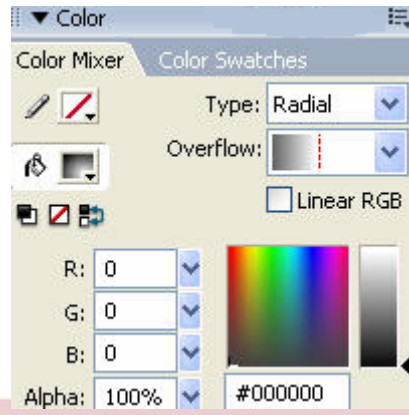 Color
Color Mixer Color Swatches
Type: Radial
Overflow:
Linear RGB
R: 0
G: 0
B: 0
Alpha: 100% #000000